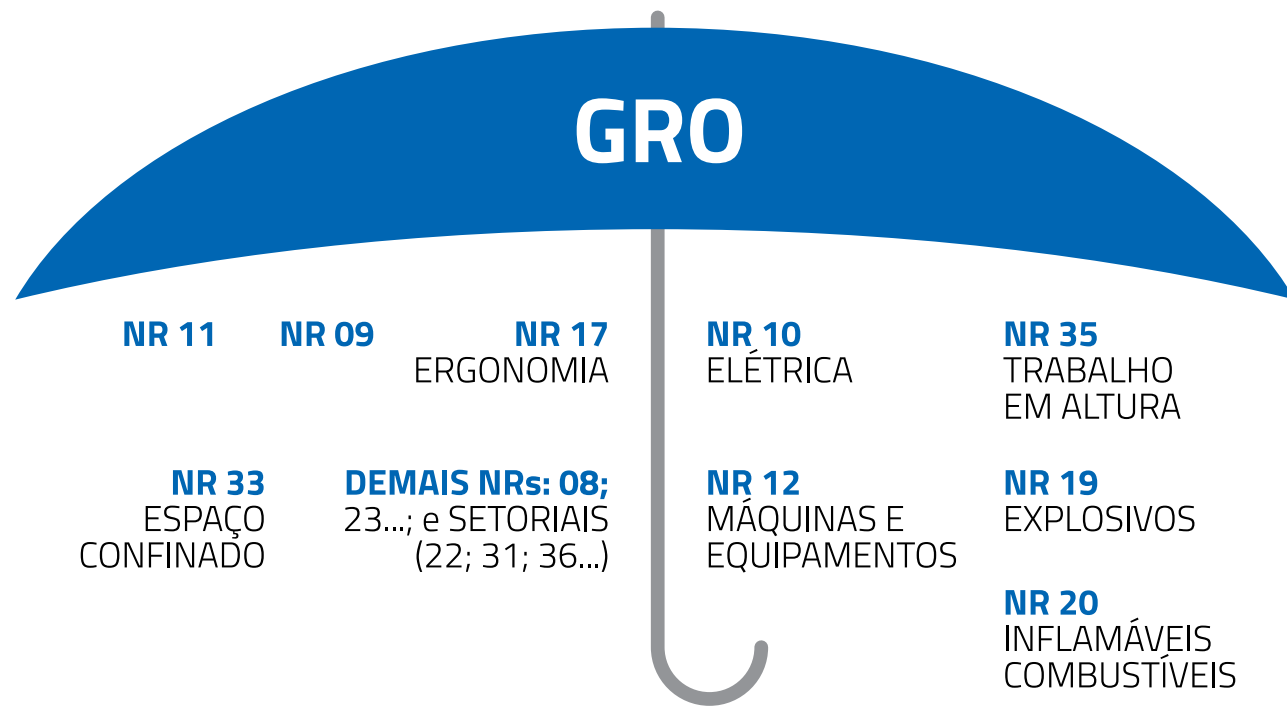 GRO
NR 11
NR 09
NR 17
ERGONOMIA
NR 10
ELÉTRICA
NR 35
TRABALHO
EM ALTURA
NR 33
ESPAÇO
CONFINADO
DEMAIS NRs: 08;
23...; e SETORIAIS
(22; 31; 36...)
NR 12
MÁQUINAS E
EQUIPAMENTOS
NR 19
EXPLOSIVOS
NR 20
INFLAMÁVEIS
COMBUSTÍVEIS